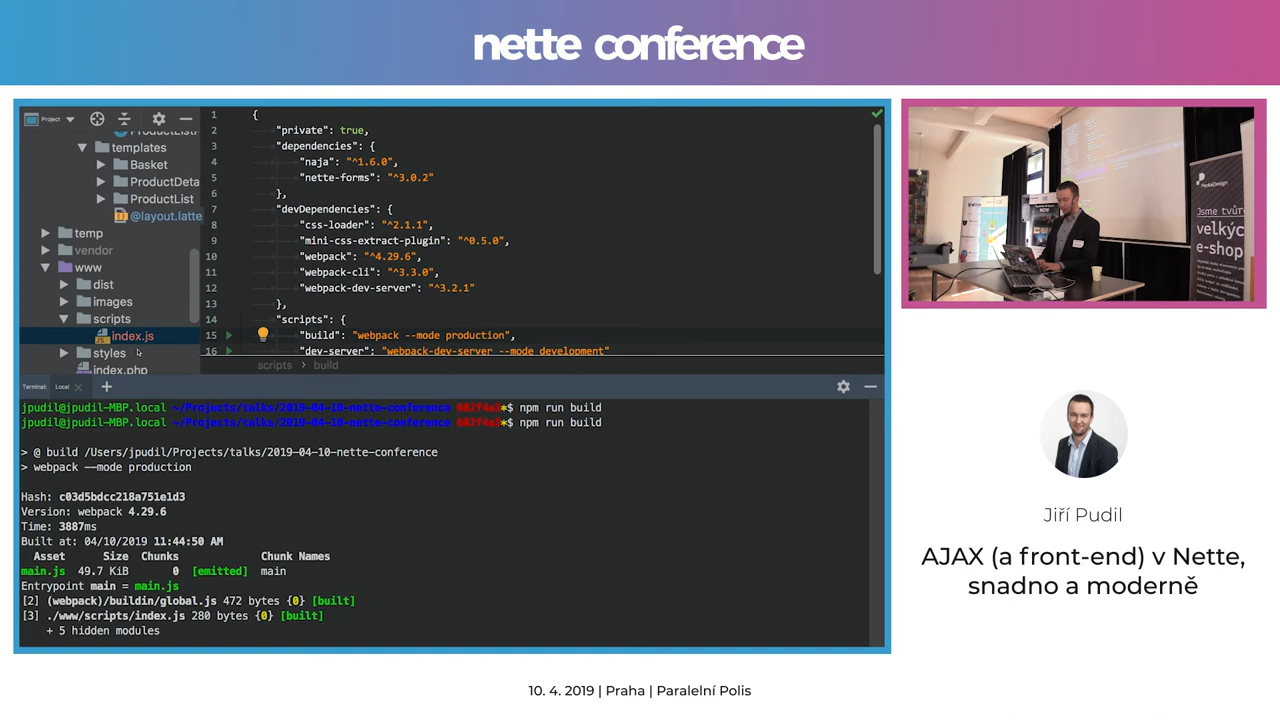 nette conference
Project
templates
Basket
ProductDeta
ProductList
@layout.latte
temp
vendor
www
dist
images
scripts
index.js
styles
index.php
1 {
2 "private": true,
3 "dependencies": {
4 "naja": "^1.6.0",
5 "nette-forms": "^3.0.2"
6 },
7 "devDependencies": {
8 "css-loader": "^2.1.1",
9 "mini-css-extract-plugin": "^0.5.0",
10 "webpack": "^4.29.6",
11 "webpack-cli": "^3.3.0",
12 "webpack-dev-server": "^3.2.1"
13 },
14 "scripts": {
15 "build": "webpack --mode production",
16 "dev-server": "webpack-dev-server --mode development"
scripts › build
Terminal: Local × +
jpudil@jpudil-MBP.local ~/Projects/talks/2019-04-10-nette-conference 602f4a3*$ npm run build
jpudil@jpudil-MBP.local ~/Projects/talks/2019-04-10-nette-conference 602f4a3*$ npm run build
> @ build /Users/jpudil/Projects/talks/2019-04-10-nette-conference
> webpack --mode production
Hash: c03d5bdcc218a751e1d3
Version: webpack 4.29.6
Time: 3887ms
Built at: 04/10/2019 11:44:50 AM
Asset Size Chunks Chunk Names
main.js 49.7 KiB 0 [emitted] main
Entrypoint main = main.js
[2] (webpack)/buildin/global.js 472 bytes {0} [built]
[3] ./www/scripts/index.js 280 bytes {0} [built]
+ 5 hidden modules
PeckaDesign
Jsme tvůrc
velkýc
e-shop
Jiří Pudil
AJAX (a front-end) v Nette,
snadno a moderně
10. 4. 2019 | Praha | Paralelní Polis